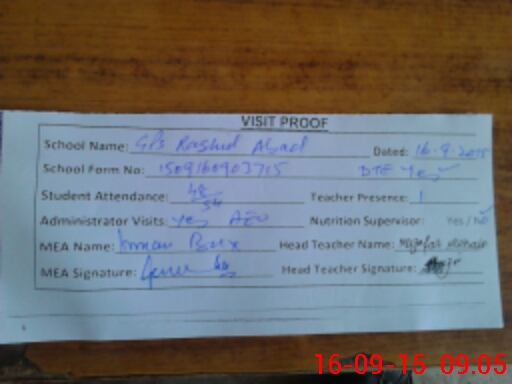 VISIT PROOF
School Name: GPS Rashid Abad Dated: 16-9-2015
School Form No: 1509160903715 DTE Yes
Student Attendance: 48/54 Teacher Presence: 1
Administrator Visits: Yes AEO Nutrition Supervisor: Yes / No
MEA Name: Imran Bux Head Teacher Name:
MEA Signature: Head Teacher Signature:
16-09-15 09:05